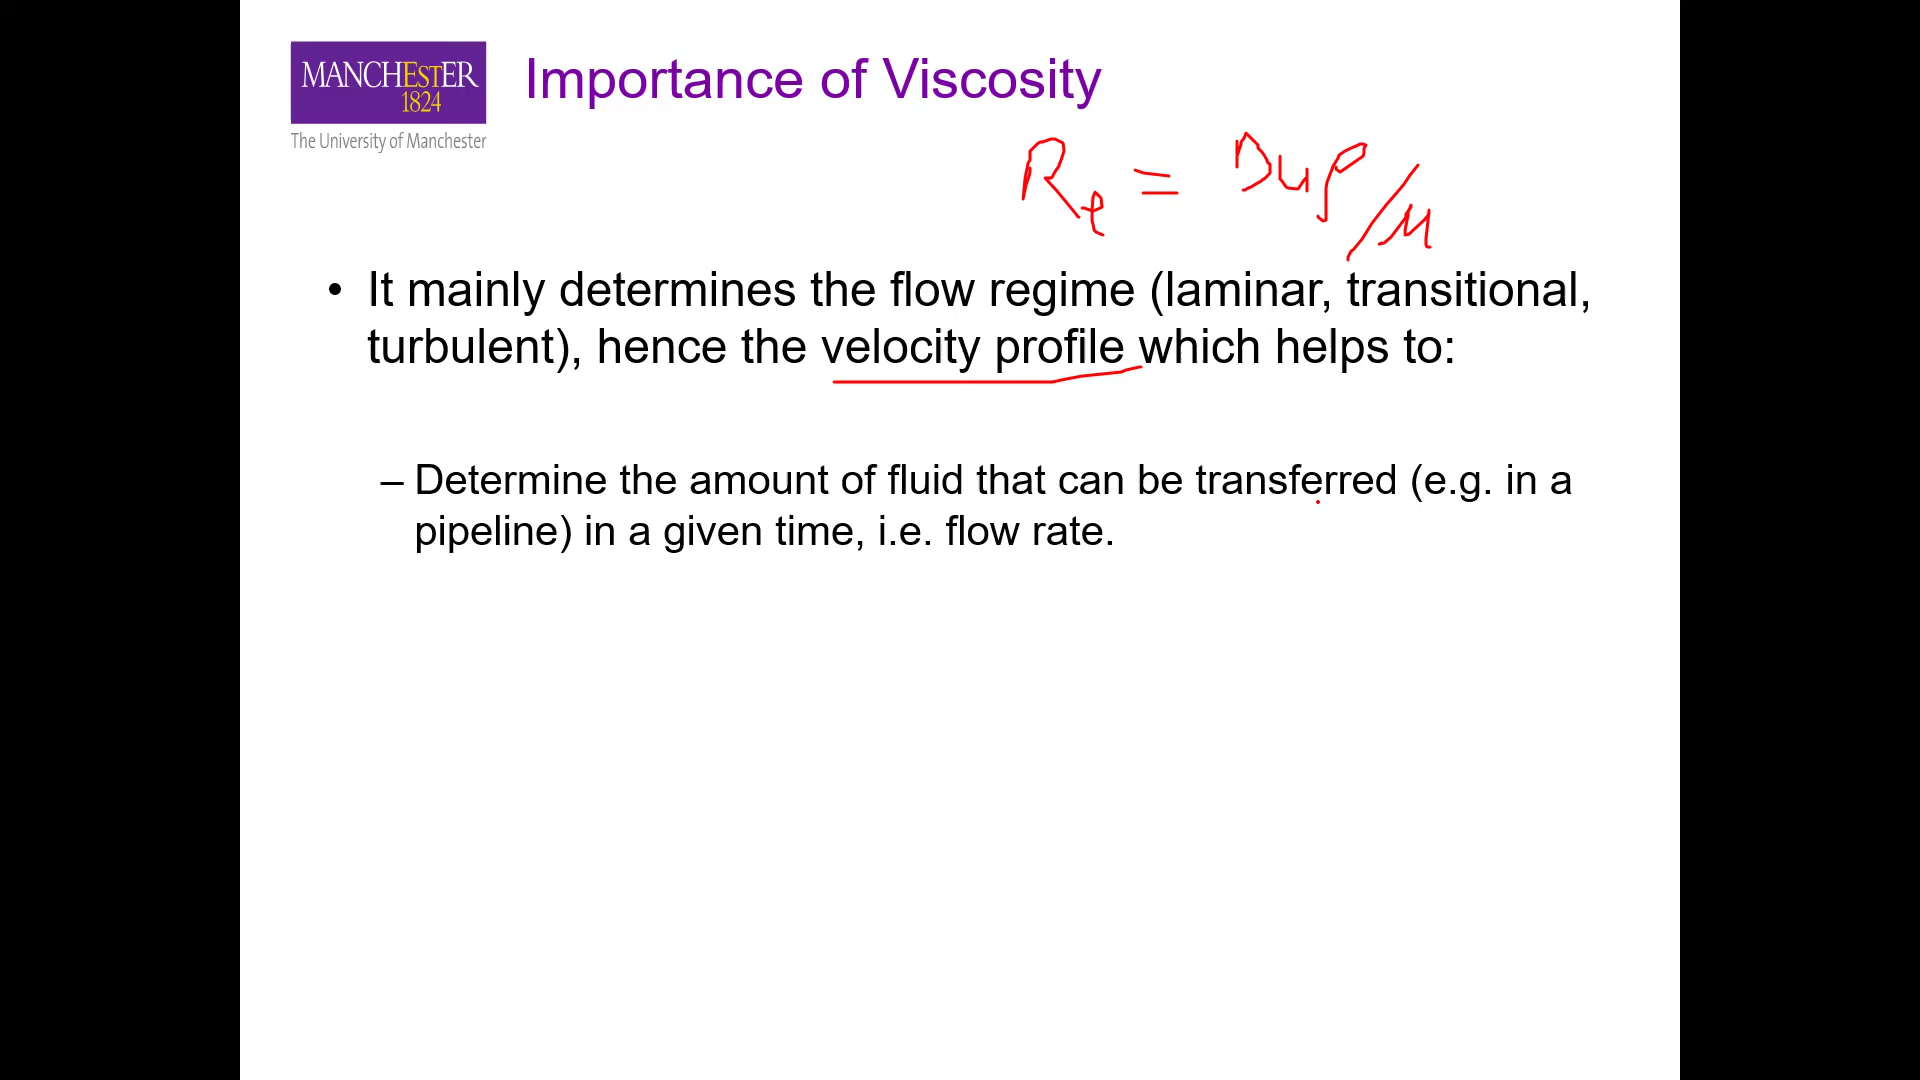 MANCHESTER
1824
The University of Manchester
Importance of Viscosity
Re = Duρ/μ
• It mainly determines the flow regime (laminar, transitional,
turbulent), hence the velocity profile which helps to:
– Determine the amount of fluid that can be transferred (e.g. in a
pipeline) in a given time, i.e. flow rate.